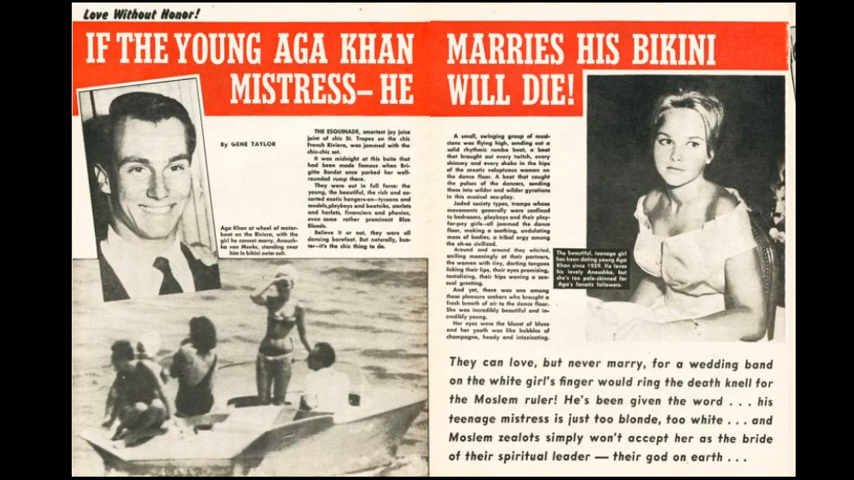 Love Without Honor!
IF THE YOUNG AGA KHAN
MARRIES HIS BIKINI
MISTRESS—HE
WILL DIE!
By GENE TAYLOR
THE ESQUINADE, smartest joy juice
joint of chic St. Tropez on the chic
French Riviera, was jammed with the
chic-chic set.
It was midnight at this boite that
had been made famous when Bri-
gitte Bardot once parked her well-
rounded rump there.
They were out in full force: the
young, the beautiful, the rich and as-
sorted exotic hangers-on—tycoons and
models, playboys and beatniks, starlets
and harlots, financiers and phonies,
even some rather prominent Blue
Bloods.
Believe it or not, they were all
dancing barefoot. But naturally, bus-
ter—it's the chic thing to do.
Aga Khan at wheel of motor-
boat on the Riviera, with the
girl he cannot marry, Anoush-
ka von Meeks, standing near
him in bikini swim suit.
A small, swinging group of musi-
cians was flying high, sending out a
solid rhythmic rumba beat, a beat
that brought out every twitch, every
shimmy and every shake in the hips
of the exotic voluptuous women on
the dance floor. A beat that caught
the pulses of the dancers, sending
them into wilder and wilder gyrations
in this musical sex-play.
Jaded society types, tramps whose
movements generally were confined
to bedrooms, playboys and their play-
for-pay girls—all jammed the dance
floor, making a seething, undulating
mass of bodies, a tribal orgy among
the oh-so civilized.
Around and around they whirled,
smiling meaningly at their partners,
the women with tiny, darting tongues
licking their lips, their eyes promising,
tantalizing, their hips waving a sen-
sual greeting.
And yet, there was one among
these pleasure seekers who brought a
fresh breath of air to the dance floor.
She was incredibly beautiful and in-
credibly young.
Her eyes were the bluest of blues
and her youth was like bubbles of
champagne, heady and intoxicating.
The beautiful, teenage girl
has been dating young Aga
Khan since 1959. He loves
his lovely Anoushka, but
she's too pale-skinned for
Aga's fanatic followers.
They can love, but never marry, for a wedding band
on the white girl's finger would ring the death knell for
the Moslem ruler! He's been given the word . . . his
teenage mistress is just too blonde, too white . . . and
Moslem zealots simply won't accept her as the bride
of their spiritual leader — their god on earth . . .